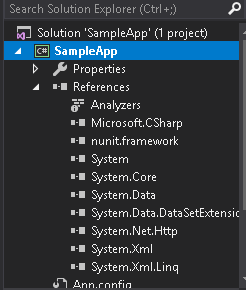 Search Solution Explorer (Ctrl+;)
Solution 'SampleApp' (1 project)
C# SampleApp
Properties
References
Analyzers
Microsoft.CSharp
nunit.framework
System
System.Core
System.Data
System.Data.DataSetExtensio
System.Net.Http
System.Xml
System.Xml.Linq
App.config